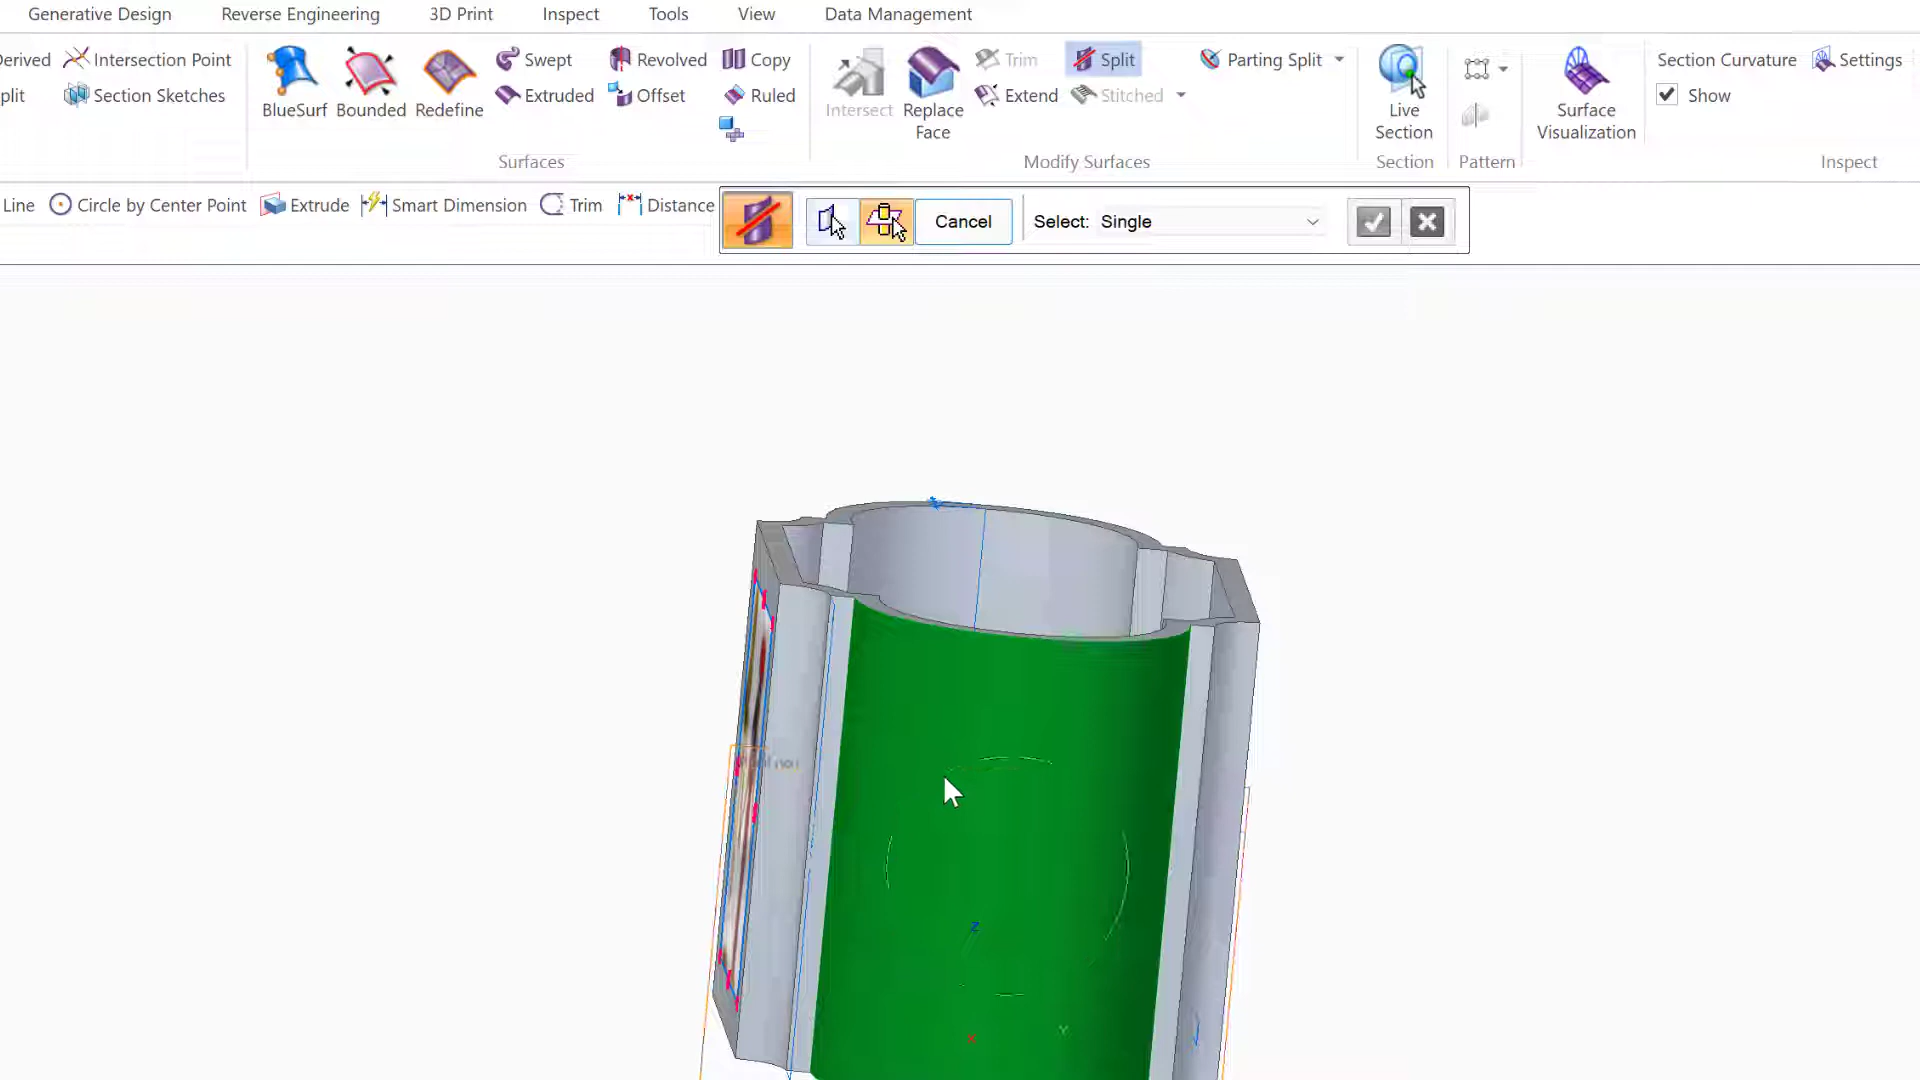 Generative Design Reverse Engineering 3D Print Inspect Tools View Data Management
Derived Intersection Point Swept Revolved Copy Trim Split Parting Split Section Curvature Settings
plit Section Sketches BlueSurf Bounded Redefine Extruded Offset Ruled Intersect Replace Face Extend Stitched Live Section Surface Visualization Show
Surfaces Modify Surfaces Section Pattern Inspect
Line Circle by Center Point Extrude Smart Dimension Trim Distance Cancel Select: Single
Z
X Y